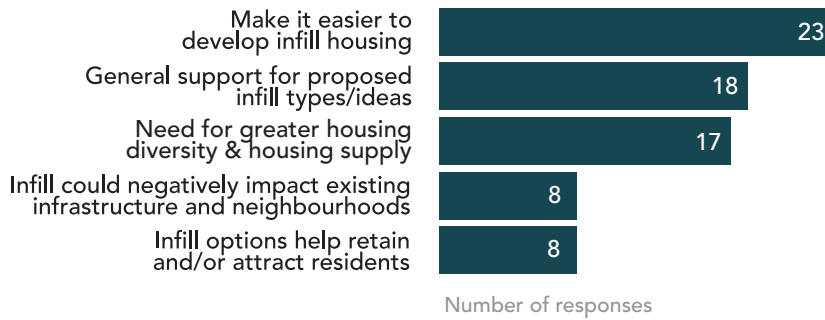 Make it easier to
develop infill housing
23
General support for proposed
infill types/ideas
18
Need for greater housing
diversity & housing supply
17
Infill could negatively impact existing
infrastructure and neighbourhoods
8
Infill options help retain
and/or attract residents
8
Number of responses